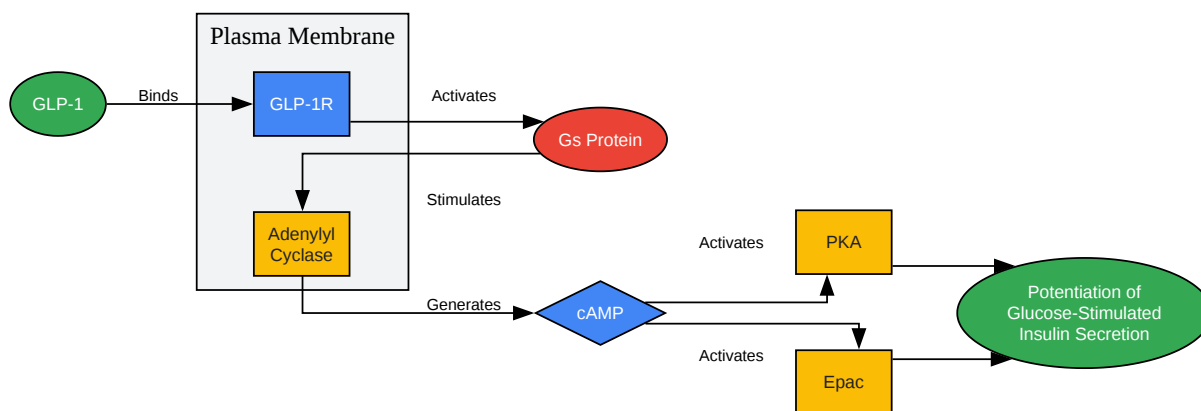 Plasma Membrane
GLP-1
Binds
GLP-1R
Activates
Gs Protein
Stimulates
Adenylyl
Cyclase
Generates
cAMP
Activates
PKA
Activates
Epac
Potentiation of
Glucose-Stimulated
Insulin Secretion